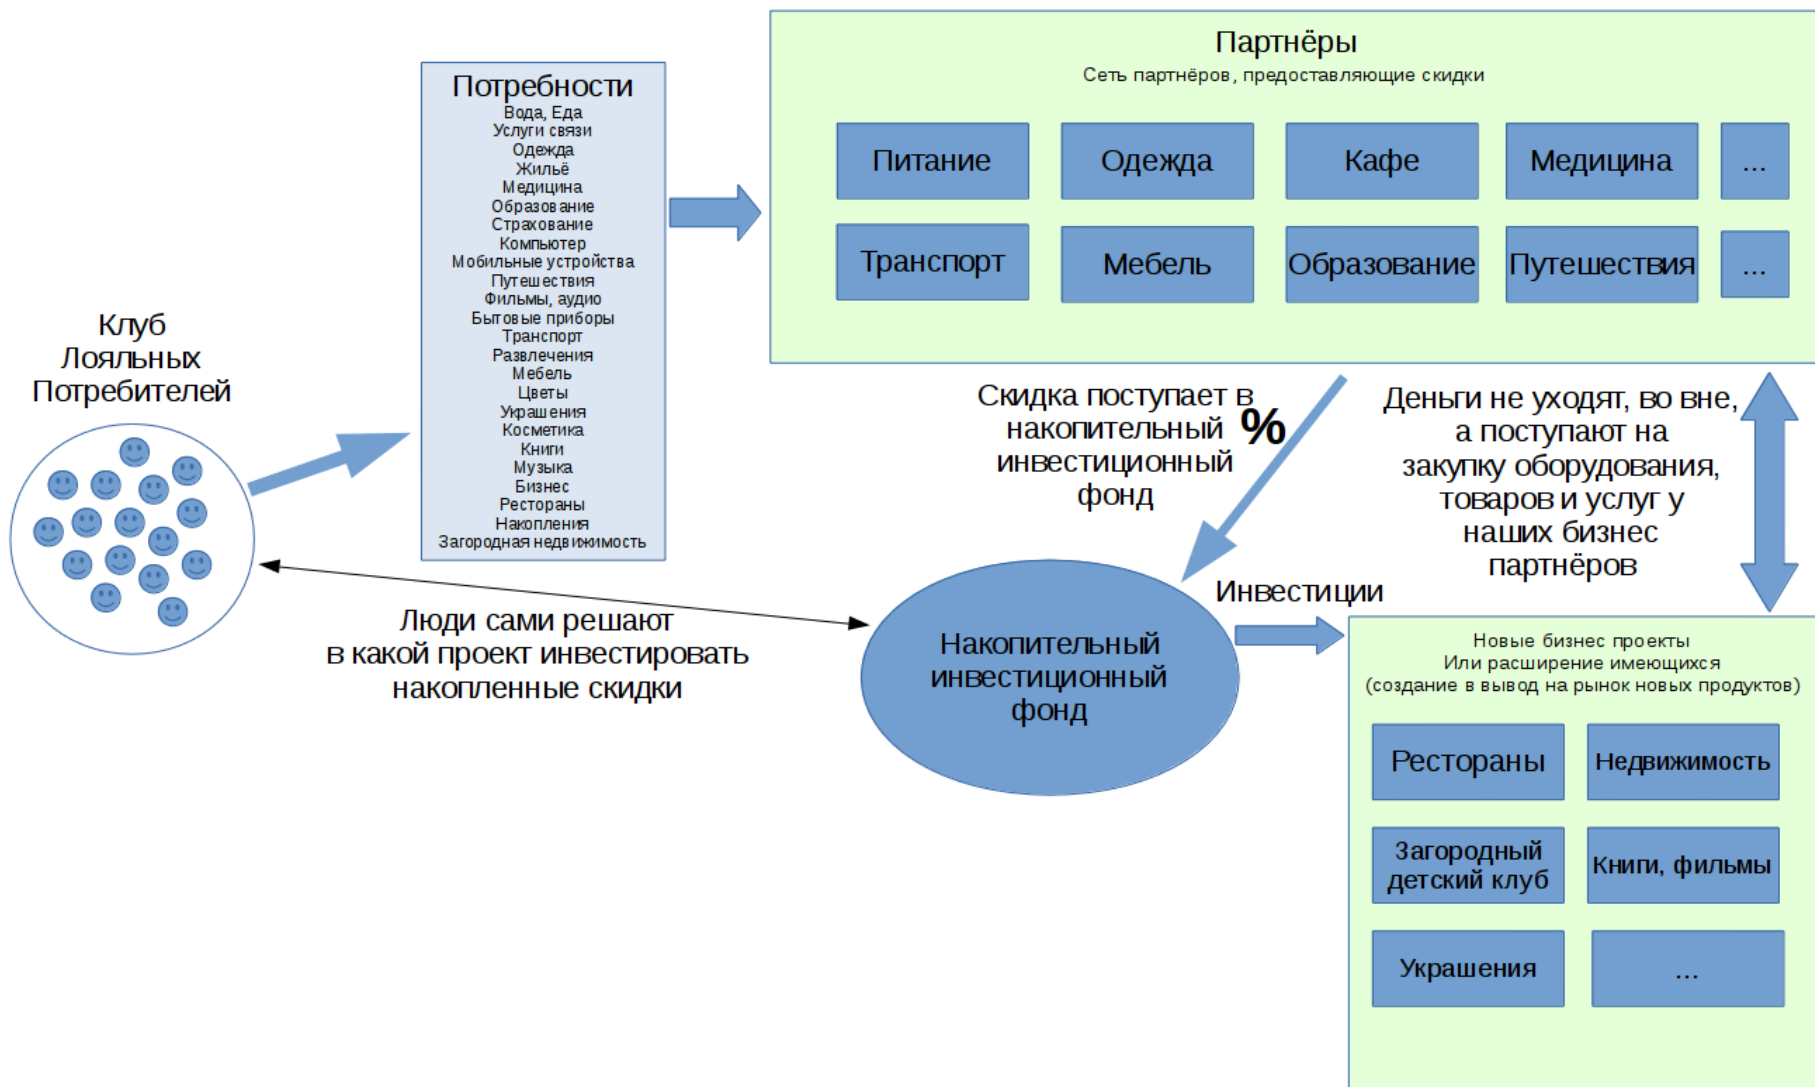 Партнёры
Сеть партнёров, предоставляющие скидки
Питание
Одежда
Кафе
Медицина
...
Транспорт
Мебель
Образование
Путешествия
...
Потребности
Вода, Еда
Услуги связи
Одежда
Жильё
Медицина
Образование
Страхование
Компьютер
Мобильные устройства
Путешествия
Фильмы, аудио
Бытовые приборы
Транспорт
Развлечения
Мебель
Цветы
Украшения
Косметика
Книги
Музыка
Бизнес
Рестораны
Накопления
Загородная недвижимость
Клуб
Лояльных
Потребителей
Скидка поступает в
накопительный
инвестиционный
фонд
%
Деньги не уходят, во вне,
а поступают на
закупку оборудования,
товаров и услуг у
наших бизнес
партнёров
Люди сами решают
в какой проект инвестировать
накопленные скидки
Накопительный
инвестиционный
фонд
Инвестиции
Новые бизнес проекты
Или расширение имеющихся
(создание в вывод на рынок новых продуктов)
Рестораны
Недвижимость
Загородный
детский клуб
Книги, фильмы
Украшения
...